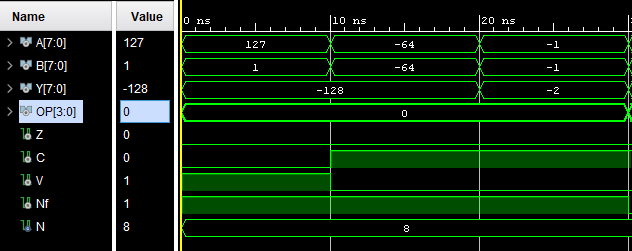 Name Value 0 ns 10 ns 20 ns
A[7:0] 127 127 -64 -1
B[7:0] 1 1 -64 -1
Y[7:0] -128 -128 -2
OP[3:0] 0 0
Z 0
C 0
V 1
Nf 1
N 8 8